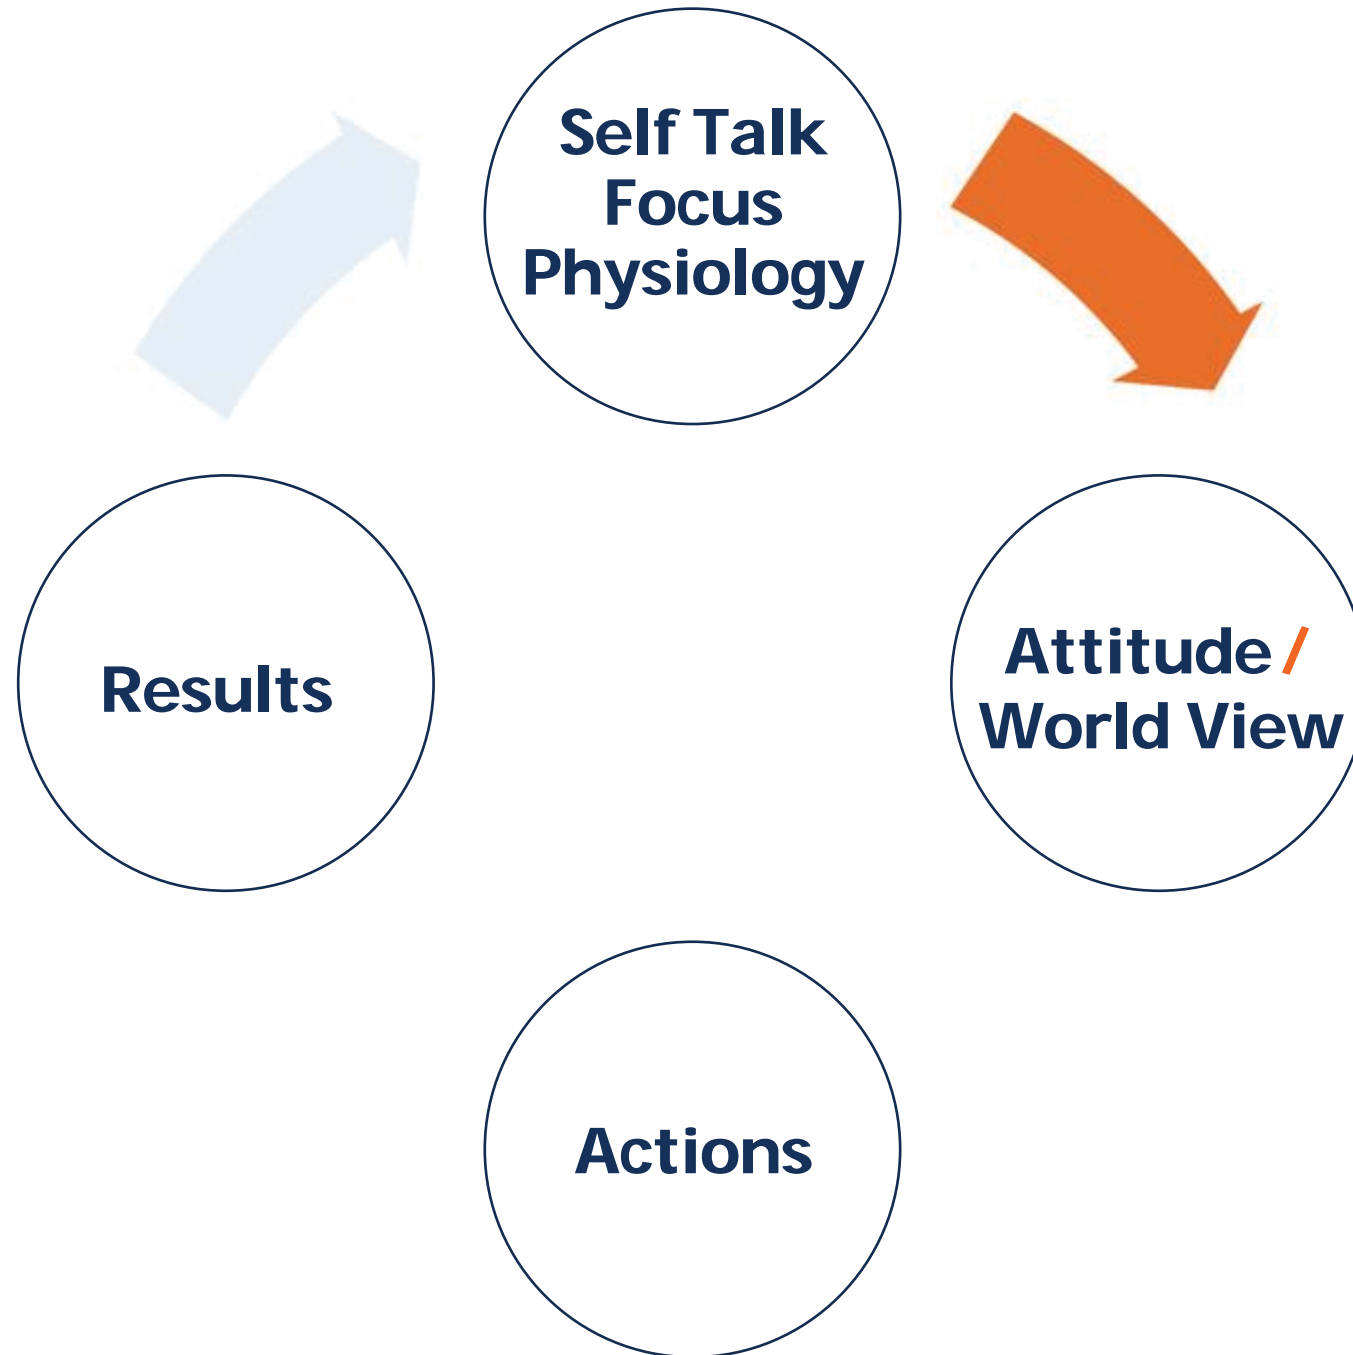 Self Talk
Focus
Physiology
Results
Attitude /
World View
Actions